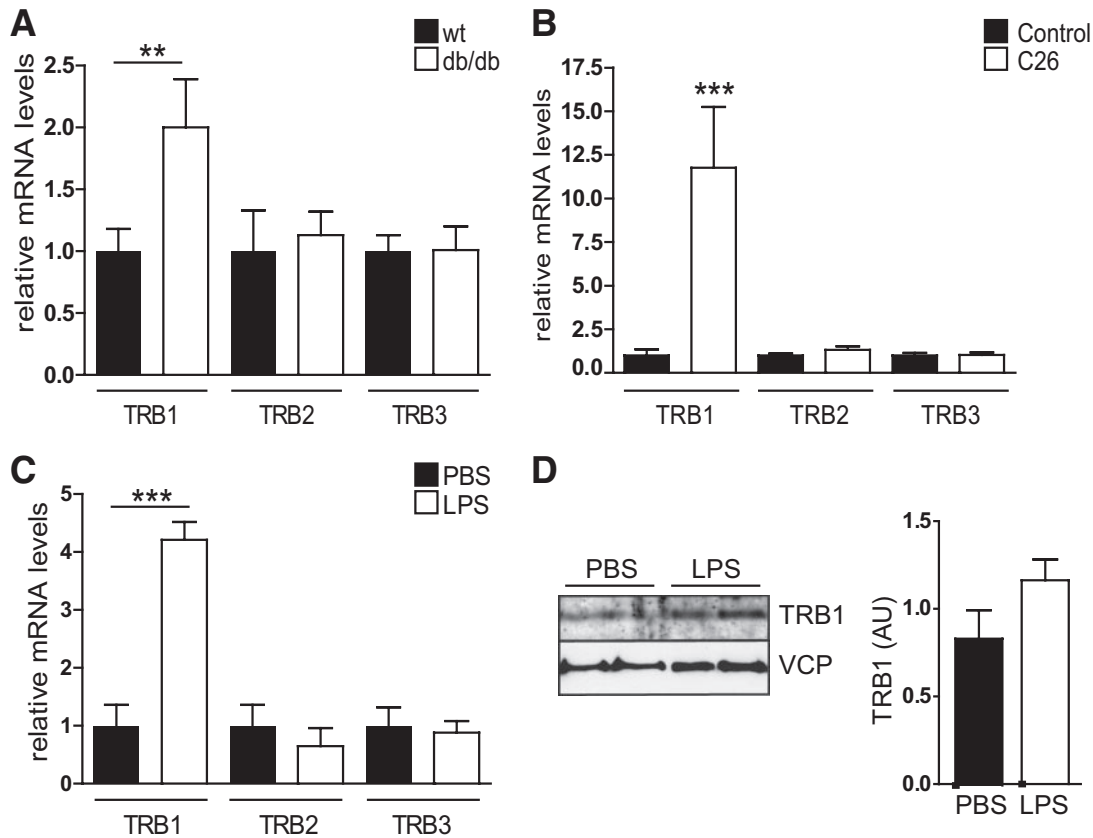 A
wt
db/db
**
relative mRNA levels
2.5
2.0
1.5
1.0
0.5
0.0
TRB1 TRB2 TRB3
B
Control
C26
***
relative mRNA levels
17.5
15.0
12.5
10.0
7.5
5.0
2.5
0.0
TRB1 TRB2 TRB3
C
PBS
LPS
***
relative mRNA levels
5
4
3
2
1
0
TRB1 TRB2 TRB3
D
PBS LPS
TRB1
VCP
TRB1 (AU)
1.5
1.0
0.5
0.0
PBS LPS